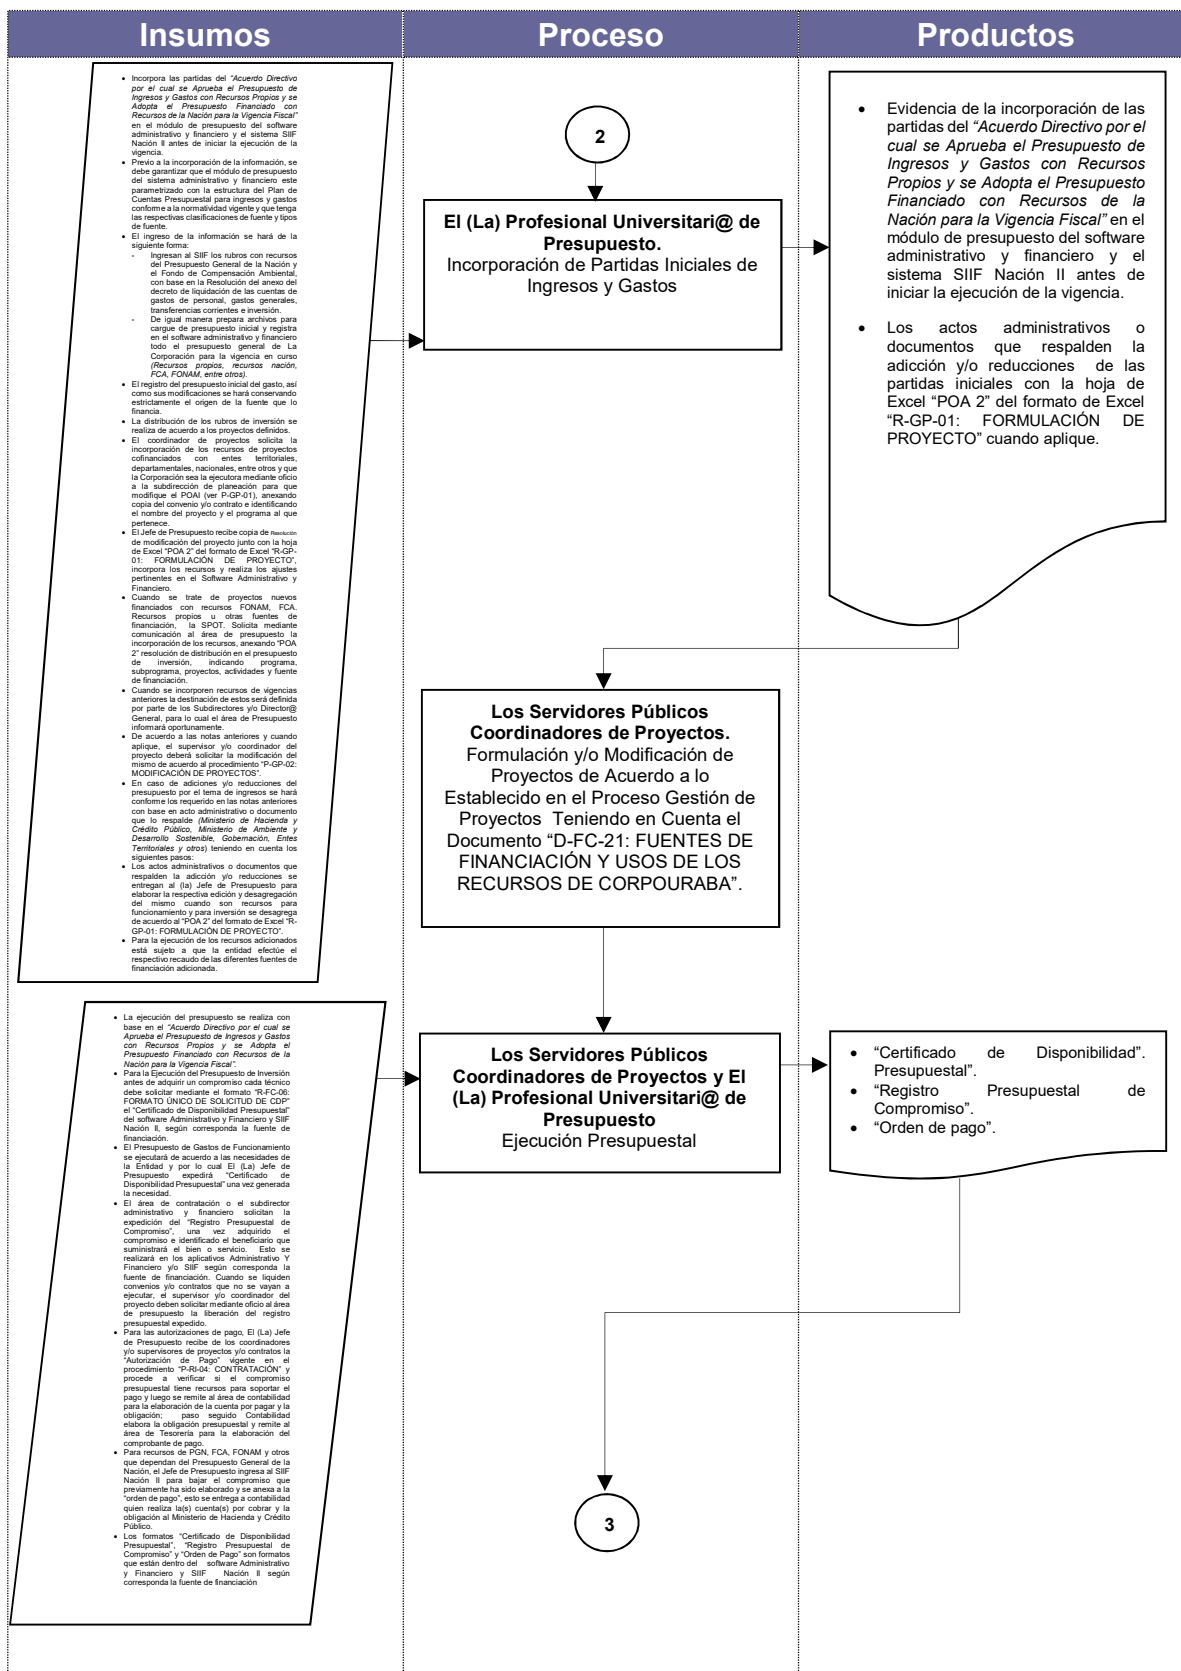 Insumos
Proceso
Productos
• Incorpora las partidas del “Acuerdo Directivo
por el cual se Aprueba el Presupuesto de
Ingresos y Gastos con Recursos Propios y se
Adopta el Presupuesto Financiado con
Recursos de la Nación para la Vigencia Fiscal”
en el módulo de presupuesto del software
administrativo y financiero y el sistema SIIF
Nación II antes de iniciar la ejecución de la
vigencia.
• Previo a la incorporación de la información, se
debe garantizar que el módulo de presupuesto
del sistema administrativo y financiero este
parametrizado con la estructura del Plan de
Cuentas Presupuestal para ingresos y gastos
conforme a la normatividad vigente y que tenga
las respectivas clasificaciones de fuente y tipos
de fuente.
• El ingreso de la información se hará de la
siguiente forma:
- Ingresan al SIIF los rubros con recursos
del Presupuesto General de la Nación y
el Fondo de Compensación Ambiental,
con base en la Resolución del anexo del
decreto de liquidación de las cuentas de
gastos de personal, gastos generales,
transferencias corrientes e inversión.
- De igual manera prepara archivos para
cargue de presupuesto inicial y registra
en el software administrativo y financiero
todo el presupuesto general de La
Corporación para la vigencia en curso
(Recursos propios, recursos nación,
FCA, FONAM, entre otros).
• El registro del presupuesto inicial del gasto, así
como sus modificaciones se hará conservando
estrictamente el origen de la fuente que lo
financia.
• La distribución de los rubros de inversión se
realiza de acuerdo a los proyectos definidos.
• El coordinador de proyectos solicita la
incorporación de los recursos de proyectos
cofinanciados con entes territoriales,
departamentales, nacionales, entre otros y que
la Corporación sea la ejecutora mediante oficio
a la subdirección de planeación para que
modifique el POAI (ver P-GP-01), anexando
copia del convenio y/o contrato e identificando
el nombre del proyecto y el programa al que
pertenece.
• El Jefe de Presupuesto recibe copia de Resolución
de modificación del proyecto junto con la hoja
de Excel “POA 2” del formato de Excel “R-GP-
01: FORMULACIÓN DE PROYECTO”,
incorpora los recursos y realiza los ajustes
pertinentes en el Software Administrativo y
Financiero.
• Cuando se trate de proyectos nuevos
financiados con recursos FONAM, FCA.
Recursos propios u otras fuentes de
financiación, la SPOT. Solicita mediante
comunicación al área de presupuesto la
incorporación de los recursos, anexando “POA
2” resolución de distribución en el presupuesto
de inversión, indicando programa,
subprograma, proyectos, actividades y fuente
de financiación.
• Cuando se incorporen recursos de vigencias
anteriores la destinación de estos será definida
por parte de los Subdirectores y/o Director@
General, para lo cual el área de Presupuesto
informará oportunamente.
• De acuerdo a las notas anteriores y cuando
aplique, el supervisor y/o coordinador del
proyecto deberá solicitar la modificación del
mismo de acuerdo al procedimiento “P-GP-02:
MODIFICACIÓN DE PROYECTOS”.
• En caso de adiciones y/o reducciones del
presupuesto por el tema de ingresos se hará
conforme los requerido en las notas anteriores
con base en acto administrativo o documento
que lo respalde (Ministerio de Hacienda y
Crédito Público, Ministerio de Ambiente y
Desarrollo Sostenible, Gobernación, Entes
Territoriales y otros) teniendo en cuenta los
siguientes pasos:
• Los actos administrativos o documentos que
respalden la adicción y/o reducciones se
entregan al (la) Jefe de Presupuesto para
elaborar la respectiva edición y desagregación
del mismo cuando son recursos para
funcionamiento y para inversión se desagrega
de acuerdo al “POA 2” del formato de Excel “R-
GP-01: FORMULACIÓN DE PROYECTO”.
• Para la ejecución de los recursos adicionados
está sujeto a que la entidad efectúe el
respectivo recaudo de las diferentes fuentes de
financiación adicionada.
2
El (La) Profesional Universitari@ de
Presupuesto.
Incorporación de Partidas Iniciales de
Ingresos y Gastos
• Evidencia de la incorporación de las
partidas del “Acuerdo Directivo por el
cual se Aprueba el Presupuesto de
Ingresos y Gastos con Recursos
Propios y se Adopta el Presupuesto
Financiado con Recursos de la
Nación para la Vigencia Fiscal” en el
módulo de presupuesto del software
administrativo y financiero y el
sistema SIIF Nación II antes de
iniciar la ejecución de la vigencia.
• Los actos administrativos o
documentos que respalden la
adicción y/o reducciones de las
partidas iniciales con la hoja de
Excel “POA 2” del formato de Excel
“R-GP-01: FORMULACIÓN DE
PROYECTO” cuando aplique.
Los Servidores Públicos
Coordinadores de Proyectos.
Formulación y/o Modificación de
Proyectos de Acuerdo a lo
Establecido en el Proceso Gestión de
Proyectos Teniendo en Cuenta el
Documento “D-FC-21: FUENTES DE
FINANCIACIÓN Y USOS DE LOS
RECURSOS DE CORPOURABA”.
• La ejecución del presupuesto se realiza con
base en el “Acuerdo Directivo por el cual se
Aprueba el Presupuesto de Ingresos y Gastos
con Recursos Propios y se Adopta el
Presupuesto Financiado con Recursos de la
Nación para la Vigencia Fiscal”.
• Para la Ejecución del Presupuesto de Inversión
antes de adquirir un compromiso cada técnico
debe solicitar mediante el formato “R-FC-06:
FORMATO ÚNICO DE SOLICITUD DE CDP”
el “Certificado de Disponibilidad Presupuestal”
del software Administrativo y Financiero y SIIF
Nación II, según corresponda la fuente de
financiación.
• El Presupuesto de Gastos de Funcionamiento
se ejecutará de acuerdo a las necesidades de
la Entidad y por lo cual El (La) Jefe de
Presupuesto expedirá “Certificado de
Disponibilidad Presupuestal” una vez generada
la necesidad.
• El área de contratación o el subdirector
administrativo y financiero solicitan la
expedición del “Registro Presupuestal de
Compromiso”, una vez adquirido el
compromiso e identificado el beneficiario que
suministrará el bien o servicio. Esto se
realizará en los aplicativos Administrativo Y
Financiero y/o SIIF según corresponda la
fuente de financiación. Cuando se liquiden
convenios y/o contratos que no se vayan a
ejecutar, el supervisor y/o coordinador del
proyecto deben solicitar mediante oficio al área
de presupuesto la liberación del registro
presupuestal expedido.
• Para las autorizaciones de pago, El (La) Jefe
de Presupuesto recibe de los coordinadores
y/o supervisores de proyectos y/o contratos la
“Autorización de Pago” vigente en el
procedimiento “P-RI-04: CONTRATACIÓN” y
procede a verificar si el compromiso
presupuestal tiene recursos para soportar el
pago y luego se remite al área de contabilidad
para la elaboración de la cuenta por pagar y la
obligación; paso seguido Contabilidad
elabora la obligación presupuestal y remite al
área de Tesorería para la elaboración del
comprobante de pago.
• Para recursos de PGN, FCA, FONAM y otros
que dependan del Presupuesto General de la
Nación, el Jefe de Presupuesto ingresa al SIIF
Nación II para bajar el compromiso que
previamente ha sido elaborado y se anexa a la
“orden de pago”, esto se entrega a contabilidad
quien realiza la(s) cuenta(s) por cobrar y la
obligación al Ministerio de Hacienda y Crédito
Público.
• Los formatos “Certificado de Disponibilidad
Presupuestal”, “Registro Presupuestal de
Compromiso” y “Orden de Pago” son formatos
que están dentro del software Administrativo
y Financiero y SIIF Nación II según
corresponda la fuente de financiación
Los Servidores Públicos
Coordinadores de Proyectos y El
(La) Profesional Universitari@ de
Presupuesto
Ejecución Presupuestal
• “Certificado de Disponibilidad”.
Presupuestal”.
• “Registro Presupuestal de
Compromiso”.
• “Orden de pago”.
3